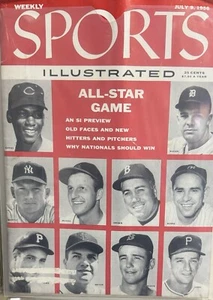 WEEKLY
JULY 9, 1956
SPORTS
ILLUSTRATED
25 CENTS
ALL-STAR
GAME
AN SI PREVIEW
OLD FACES AND NEW
HITTERS AND PITCHERS
WHY NATIONALS SHOULD WIN